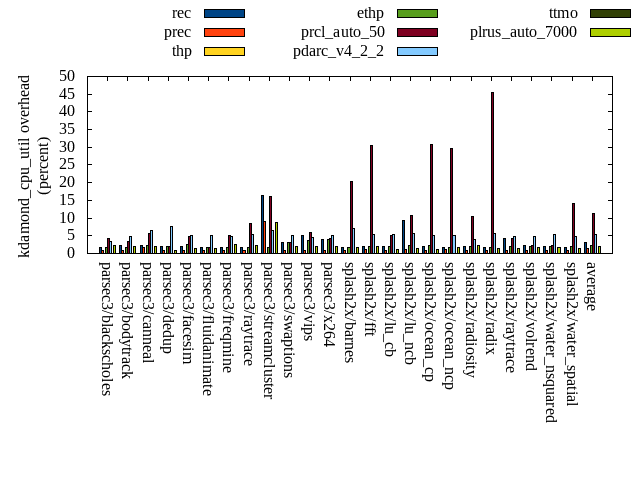 rec
prec
thp
ethp
prcl_auto_50
pdarc_v4_2_2
ttmo
plrus_auto_7000
kdamond_cpu_util overhead
(percent)
50
45
40
35
30
25
20
15
10
5
0
parsec3/blackscholes
parsec3/bodytrack
parsec3/canneal
parsec3/dedup
parsec3/facesim
parsec3/fluidanimate
parsec3/freqmine
parsec3/raytrace
parsec3/streamcluster
parsec3/swaptions
parsec3/vips
parsec3/x264
splash2x/barnes
splash2x/fft
splash2x/lu_cb
splash2x/lu_ncb
splash2x/ocean_cp
splash2x/ocean_ncp
splash2x/radiosity
splash2x/radix
splash2x/raytrace
splash2x/volrend
splash2x/water_nsquared
splash2x/water_spatial
average